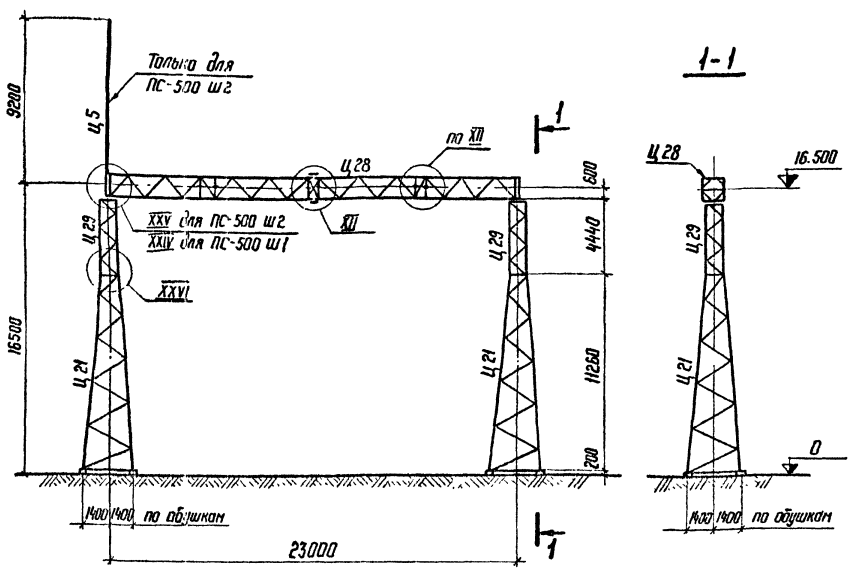 Только для
ПС-500 Ш2
9200
Ц5
1
1-1
по XII
Ц28
600
Ц28
16.500
XXV для ПС-500 Ш2
XXIV для ПС-500 Ш1
XII
Ц29
Ц29
4440
Ц29
XXVI
16500
Ц21
Ц21
11260
Ц21
200
0
1400 1400 по обушкам
1400 1400 по обушкам
23000
1